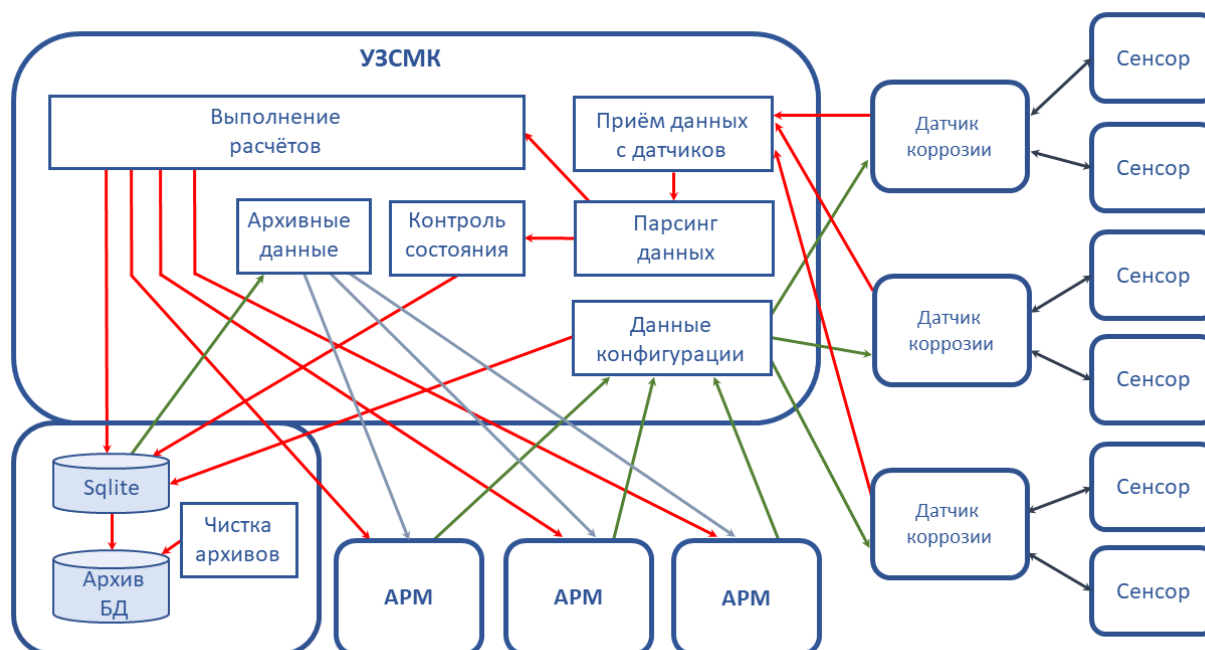 УЗСМК
Выполнение
расчётов
Приём данных
с датчиков
Архивные
данные
Контроль
состояния
Парсинг
данных
Данные
конфигурации
Датчик
коррозии
Датчик
коррозии
Датчик
коррозии
Сенсор
Сенсор
Сенсор
Сенсор
Сенсор
Сенсор
Sqlite
Чистка
архивов
Архив
БД
АРМ
АРМ
АРМ